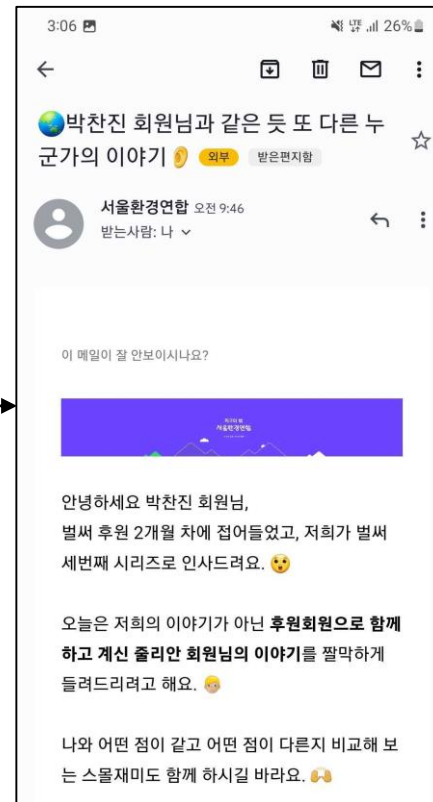 3:06 LTE 26%
🌏박찬진 회원님과 같은 듯 또 다른 누
군가의 이야기👂 외부 받은편지함
서울환경연합 오전 9:46
받는사람: 나
이 메일이 잘 안보이시나요?
서울환경연합
안녕하세요 박찬진 회원님,
벌써 후원 2개월 차에 접어들었고, 저희가 벌써
세번째 시리즈로 인사드려요. 😯
오늘은 저희의 이야기가 아닌 후원회원으로 함께
하고 계신 줄리안 회원님의 이야기를 짤막하게
들려드리려고 해요. 👴🏼
나와 어떤 점이 같고 어떤 점이 다른지 비교해 보
는 스몰재미도 함께 하시길 바라요. 🙌🏼